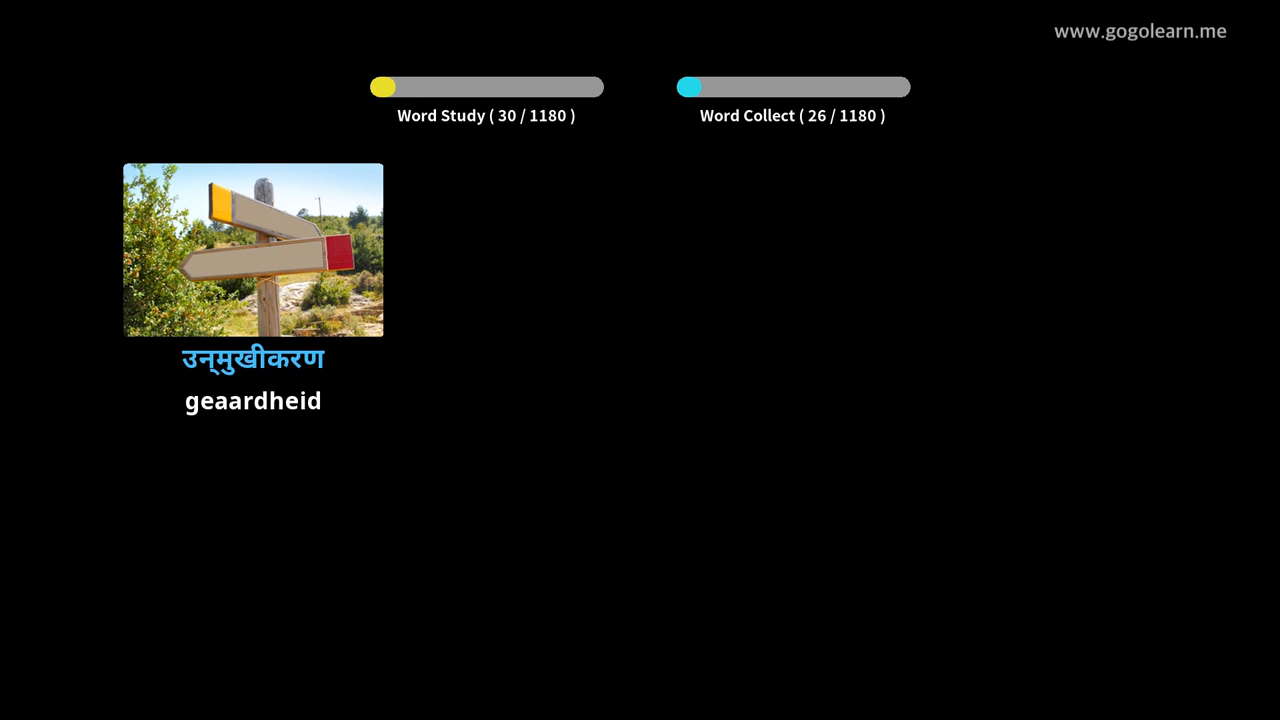 www.gogolearn.me
Word Study ( 30 / 1180 )
Word Collect ( 26 / 1180 )
उन्‍मुखीकरण
geaardheid